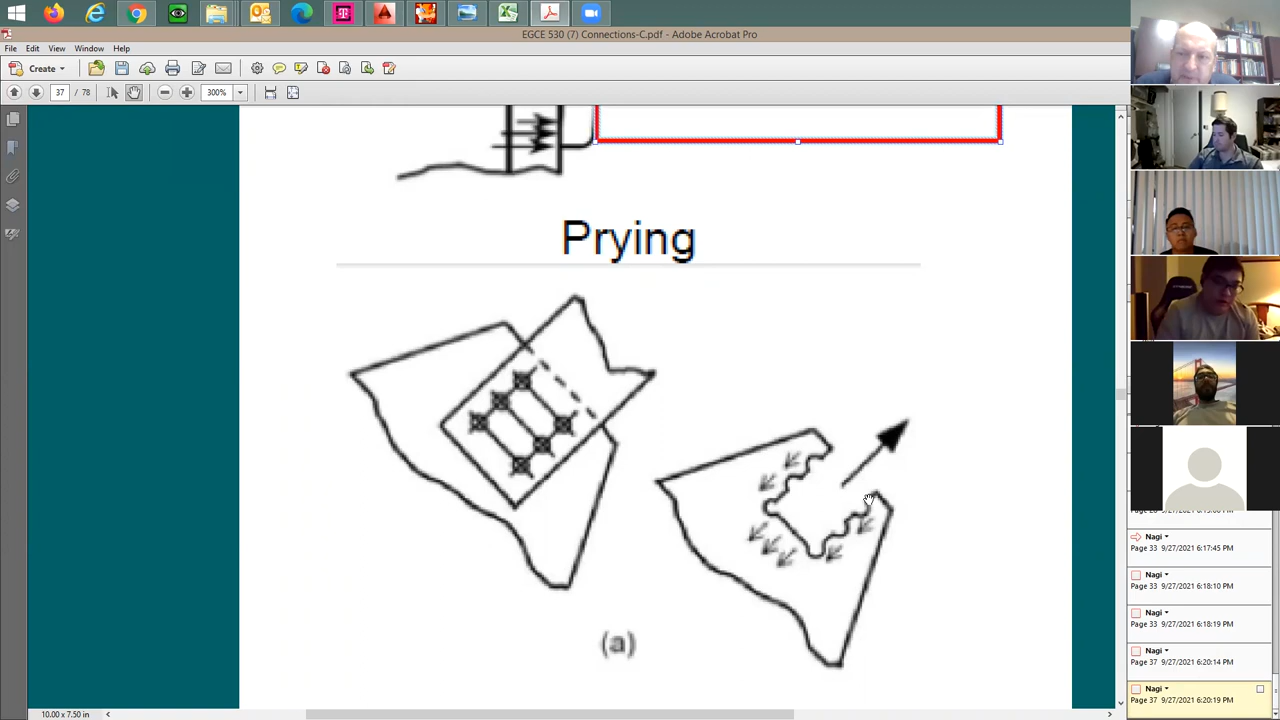 EGCE 530 (7) Connections-C.pdf - Adobe Acrobat Pro
File Edit View Window Help
Create
37 / 78
300%
Prying
(a)
Nagi
Page 33 9/27/2021 6:17:45 PM
Nagi
Page 33 9/27/2021 6:18:10 PM
Nagi
Page 33 9/27/2021 6:18:19 PM
Nagi
Page 37 9/27/2021 6:20:14 PM
Nagi
Page 37 9/27/2021 6:20:19 PM
10.00 x 7.50 in